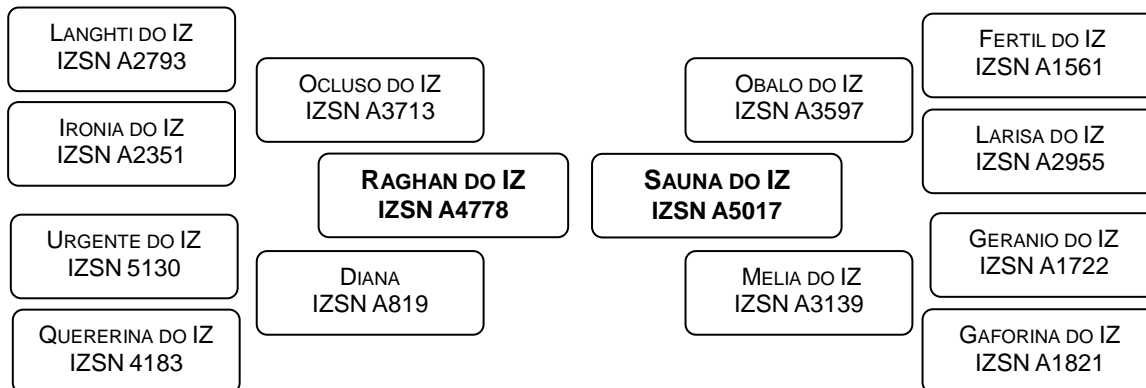 LANGHTI DO IZ
IZSN A2793
IRONIA DO IZ
IZSN A2351
URGENTE DO IZ
IZSN 5130
QUERERINA DO IZ
IZSN 4183
OCLUSO DO IZ
IZSN A3713
DIANA
IZSN A819
RAGHAN DO IZ
IZSN A4778
SAUNA DO IZ
IZSN A5017
OBALO DO IZ
IZSN A3597
MELIA DO IZ
IZSN A3139
FERTIL DO IZ
IZSN A1561
LARISA DO IZ
IZSN A2955
GERANIO DO IZ
IZSN A1722
GAFORINA DO IZ
IZSN A1821